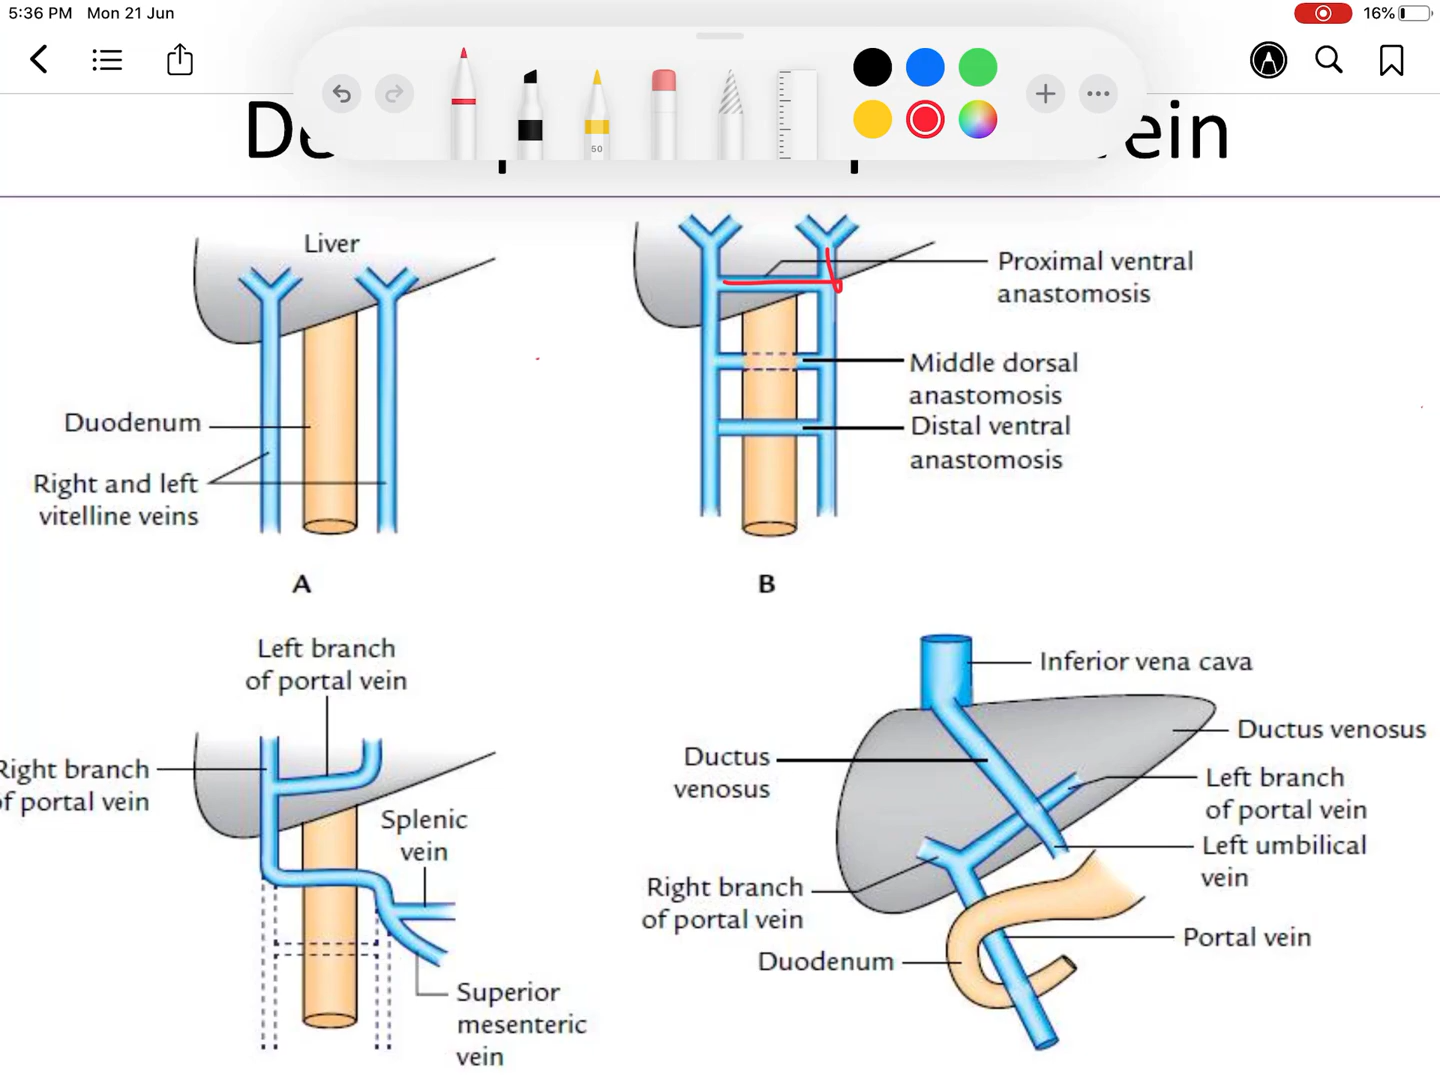 5:36 PM Mon 21 Jun
16%
50
ein
Liver
Duodenum
Right and left
vitelline veins
A
Proximal ventral
anastomosis
Middle dorsal
anastomosis
Distal ventral
anastomosis
B
Left branch
of portal vein
Right branch
of portal vein
Splenic
vein
Superior
mesenteric
vein
Inferior vena cava
Ductus
venosus
Ductus venosus
Left branch
of portal vein
Left umbilical
vein
Right branch
of portal vein
Duodenum
Portal vein